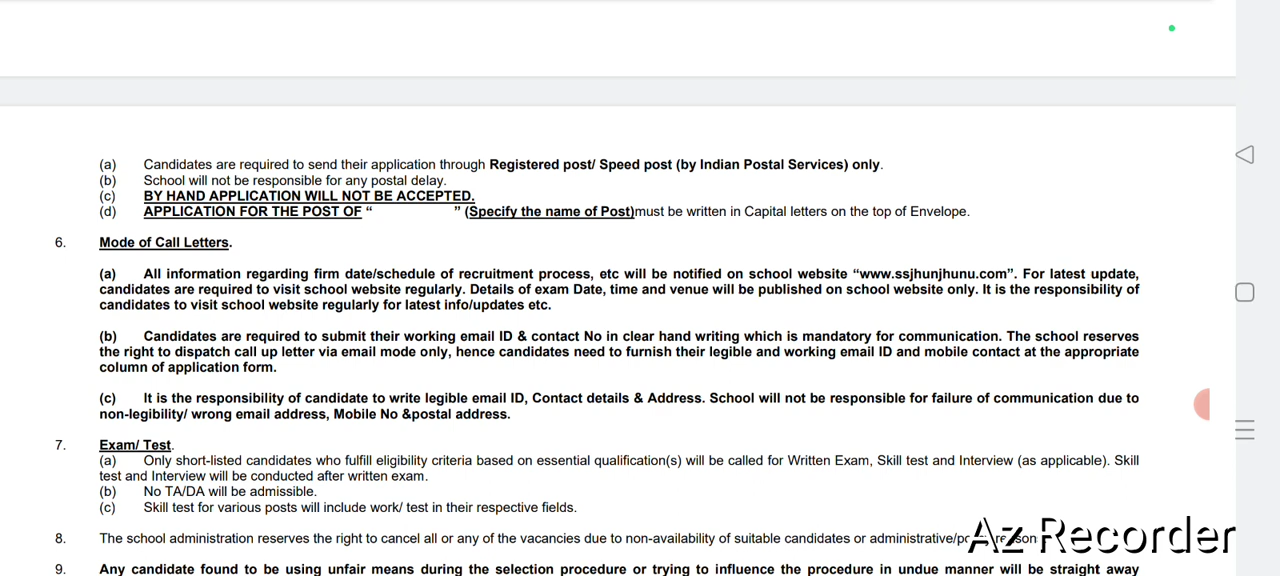 (a) Candidates are required to send their application through Registered post/ Speed post (by Indian Postal Services) only.
(b) School will not be responsible for any postal delay.
(c) BY HAND APPLICATION WILL NOT BE ACCEPTED.
(d) APPLICATION FOR THE POST OF “ ” (Specify the name of Post)must be written in Capital letters on the top of Envelope.
6. Mode of Call Letters.
(a) All information regarding firm date/schedule of recruitment process, etc will be notified on school website “www.ssjhunjhunu.com”. For latest update,
candidates are required to visit school website regularly. Details of exam Date, time and venue will be published on school website only. It is the responsibility of
candidates to visit school website regularly for latest info/updates etc.
(b) Candidates are required to submit their working email ID & contact No in clear hand writing which is mandatory for communication. The school reserves
the right to dispatch call up letter via email mode only, hence candidates need to furnish their legible and working email ID and mobile contact at the appropriate
column of application form.
(c) It is the responsibility of candidate to write legible email ID, Contact details & Address. School will not be responsible for failure of communication due to
non-legibility/ wrong email address, Mobile No &postal address.
7. Exam/ Test.
(a) Only short-listed candidates who fulfill eligibility criteria based on essential qualification(s) will be called for Written Exam, Skill test and Interview (as applicable). Skill
test and Interview will be conducted after written exam.
(b) No TA/DA will be admissible.
(c) Skill test for various posts will include work/ test in their respective fields.
8. The school administration reserves the right to cancel all or any of the vacancies due to non-availability of suitable candidates or administrative/
Az Recorder
9. Any candidate found to be using unfair means during the selection procedure or trying to influence the procedure in undue manner will be straight away